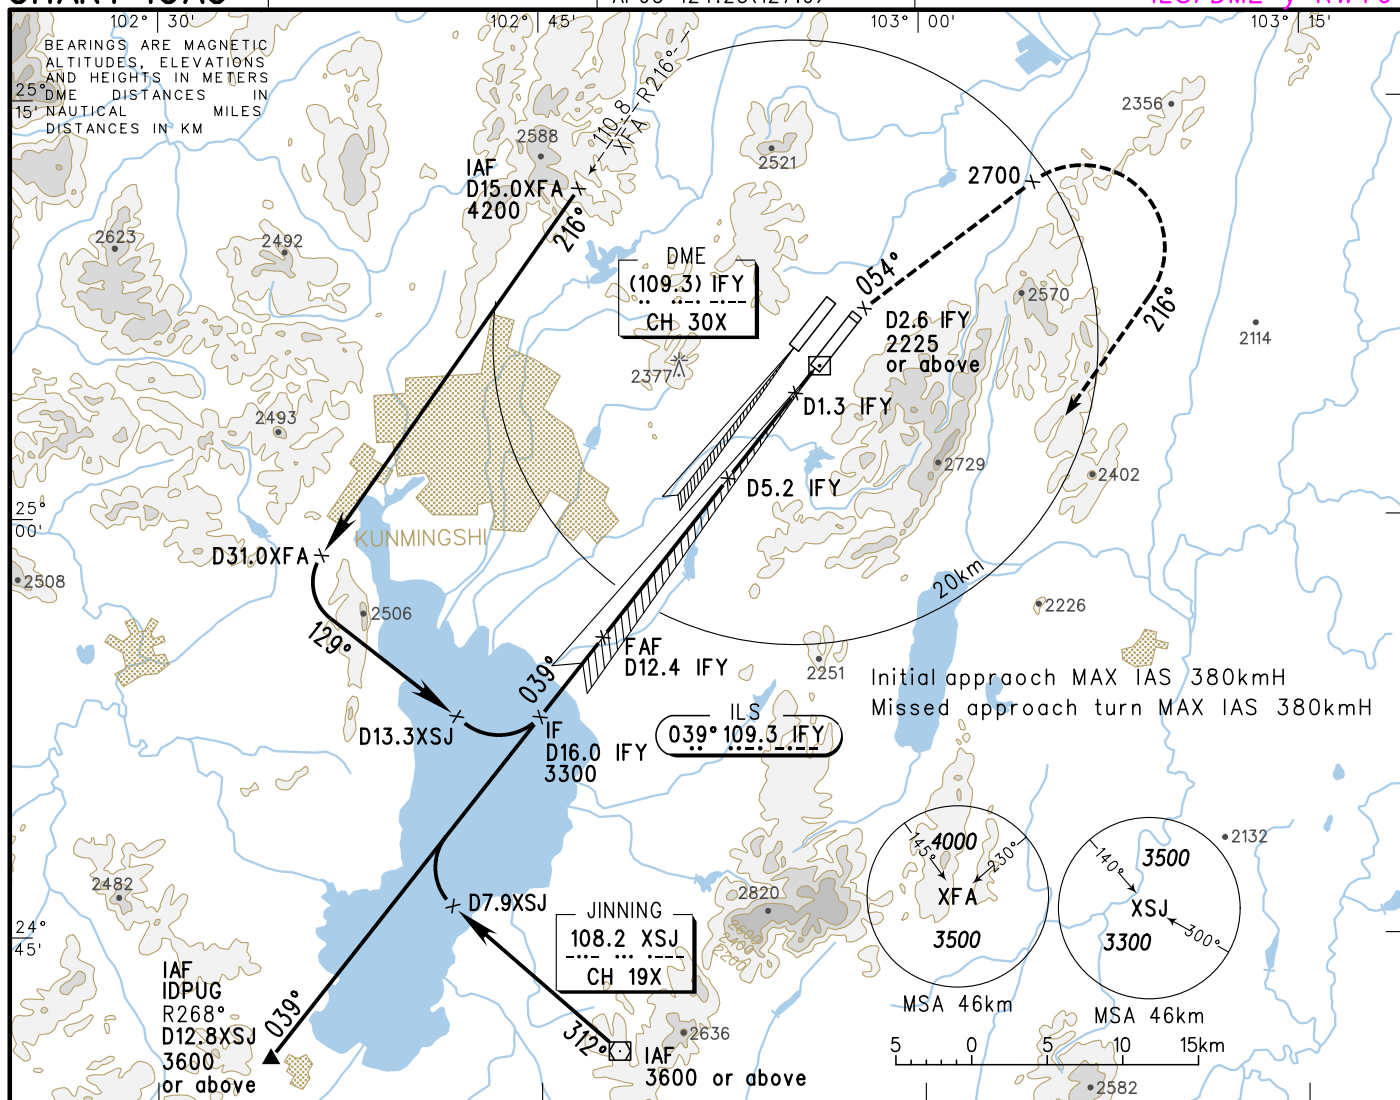 102° 30'
102° 45'
103° 00'
103° 15'
BEARINGS ARE MAGNETIC
ALTITUDES, ELEVATIONS
AND HEIGHTS IN METERS
DME DISTANCES IN
NAUTICAL MILES
DISTANCES IN KM
25°
15'
110.8
XFA
R216°
2588
2521
2356
IAF
D15.0XFA
4200
216°
2700
2623
2492
DME
(109.3) IFY
CH 30X
054°
2570
216°
D2.6 IFY
2225
or above
2114
2377
D1.3 IFY
2493
2729
2402
D5.2 IFY
25°
00'
KUNMINGSHI
D31.0XFA
2508
20km
2506
2226
129°
FAF
D12.4 IFY
2251
Initial appraoch MAX IAS 380kmH
Missed approach turn MAX IAS 380kmH
039°
D13.3XSJ
IF
D16.0 IFY
3300
ILS
039° 109.3 IFY
2132
4000
145°
230°
XFA
3500
MSA 46km
3500
140°
XSJ
300°
3300
MSA 46km
2482
2820
2600
2400
2200
D7.9XSJ
JINNING
108.2 XSJ
CH 19X
24°
45'
IAF
IDPUG
R268°
D12.8XSJ
3600
or above
039°
312°
IAF
3600 or above
2636
5 0 5 10 15km
2582